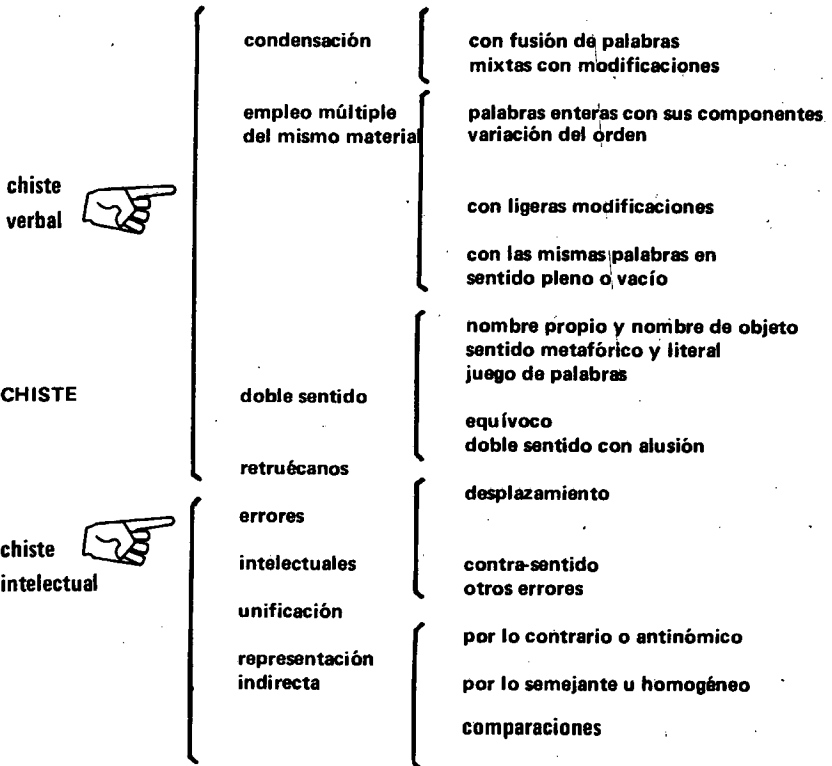 condensación
con fusión de palabras
mixtas con modificaciones
empleo múltiple
del mismo material
palabras enteras con sus componentes
variación del orden
chiste
verbal
con ligeras modificaciones
con las mismas palabras en
sentido pleno o vacío
nombre propio y nombre de objeto
sentido metafórico y literal
juego de palabras
CHISTE
doble sentido
equívoco
doble sentido con alusión
retruécanos
desplazamiento
errores
chiste
intelectual
intelectuales
contra-sentido
otros errores
unificación
por lo contrario o antinómico
representación
indirecta
por lo semejante u homogéneo
comparaciones